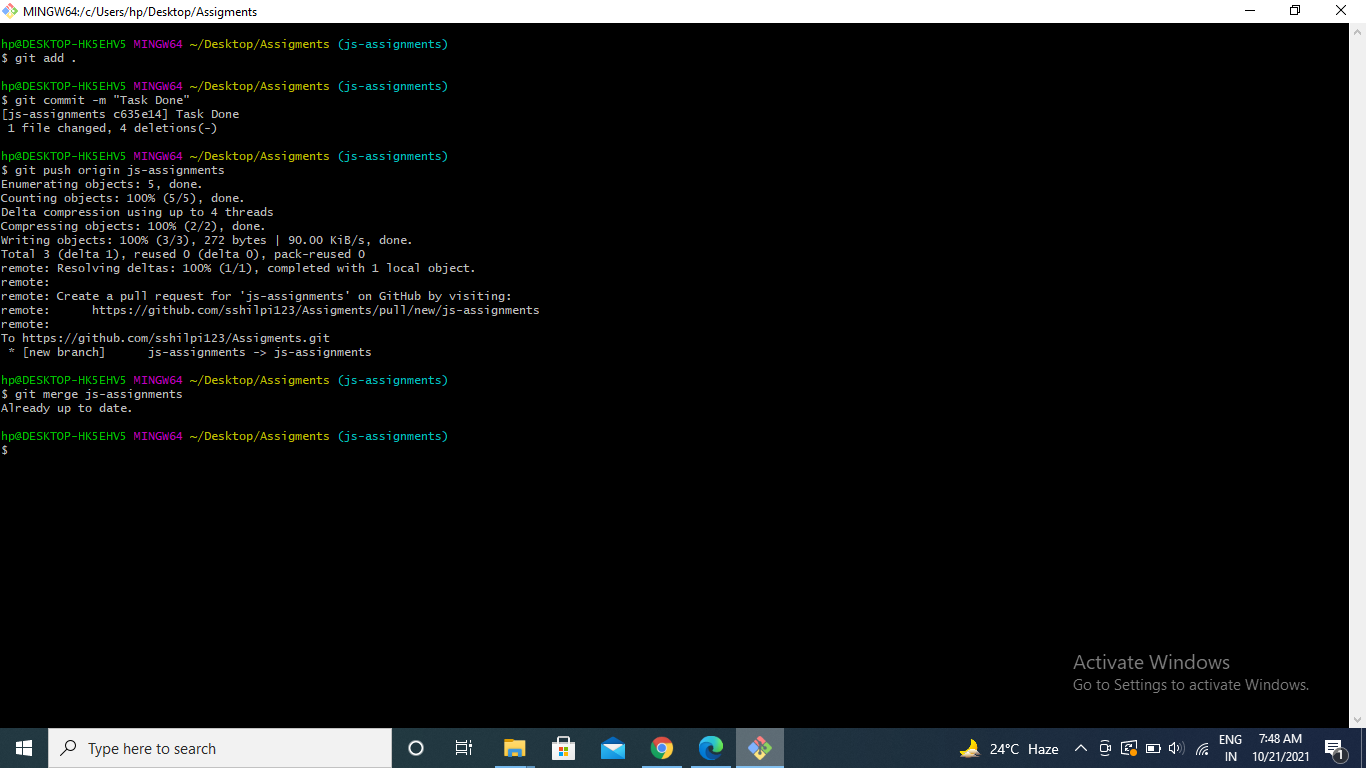 MINGW64:/c/Users/hp/Desktop/Assigments
hp@DESKTOP-HK5EHV5 MINGW64 ~/Desktop/Assigments (js-assignments)
$ git add .
hp@DESKTOP-HK5EHV5 MINGW64 ~/Desktop/Assigments (js-assignments)
$ git commit -m "Task Done"
[js-assignments c635e14] Task Done
 1 file changed, 4 deletions(-)
hp@DESKTOP-HK5EHV5 MINGW64 ~/Desktop/Assigments (js-assignments)
$ git push origin js-assignments
Enumerating objects: 5, done.
Counting objects: 100% (5/5), done.
Delta compression using up to 4 threads
Compressing objects: 100% (2/2), done.
Writing objects: 100% (3/3), 272 bytes | 90.00 KiB/s, done.
Total 3 (delta 1), reused 0 (delta 0), pack-reused 0
remote: Resolving deltas: 100% (1/1), completed with 1 local object.
remote:
remote: Create a pull request for 'js-assignments' on GitHub by visiting:
remote:      https://github.com/sshilpi123/Assigments/pull/new/js-assignments
remote:
To https://github.com/sshilpi123/Assigments.git
 * [new branch]      js-assignments -> js-assignments
hp@DESKTOP-HK5EHV5 MINGW64 ~/Desktop/Assigments (js-assignments)
$ git merge js-assignments
Already up to date.
hp@DESKTOP-HK5EHV5 MINGW64 ~/Desktop/Assigments (js-assignments)
$
Activate Windows
Go to Settings to activate Windows.
Type here to search
24°C Haze
ENG
IN
7:48 AM
10/21/2021
1